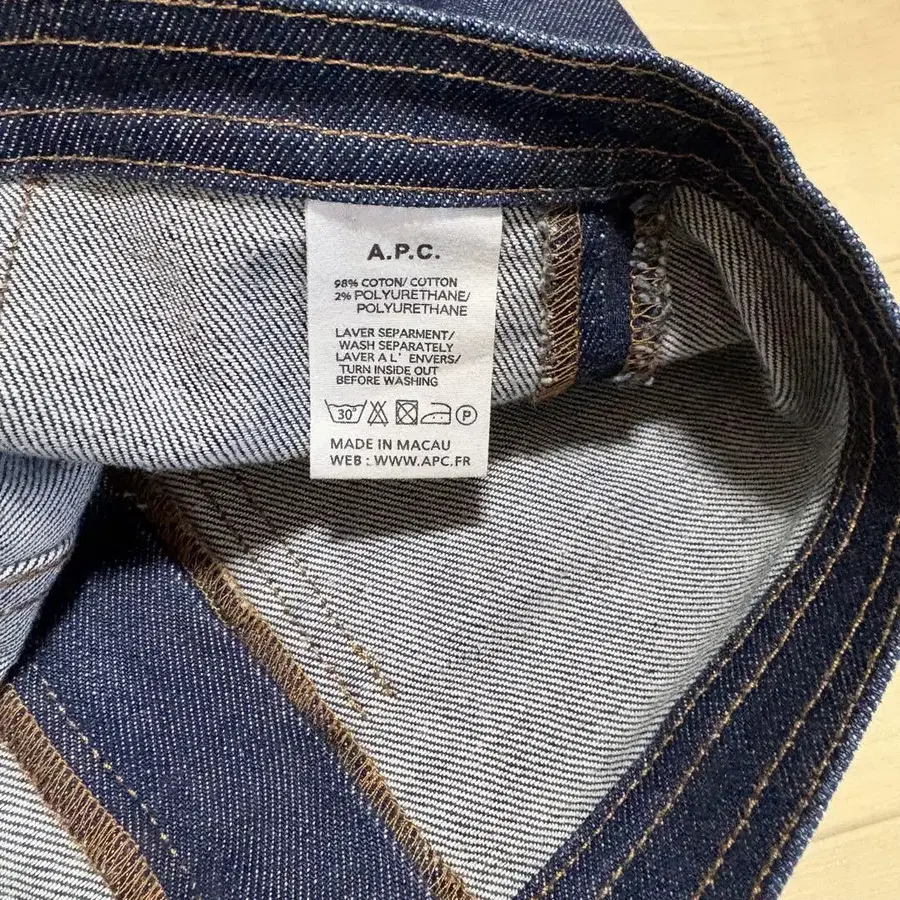 A.P.C.
98% COTON/ COTTON
2% POLYURETHANE/
POLYURETHANE
LAVER SEPARMENT/
WASH SEPARATELY
LAVER A L' ENVERS/
TURN INSIDE OUT
BEFORE WASHING
30° P
MADE IN MACAU
WEB : WWW.APC.FR